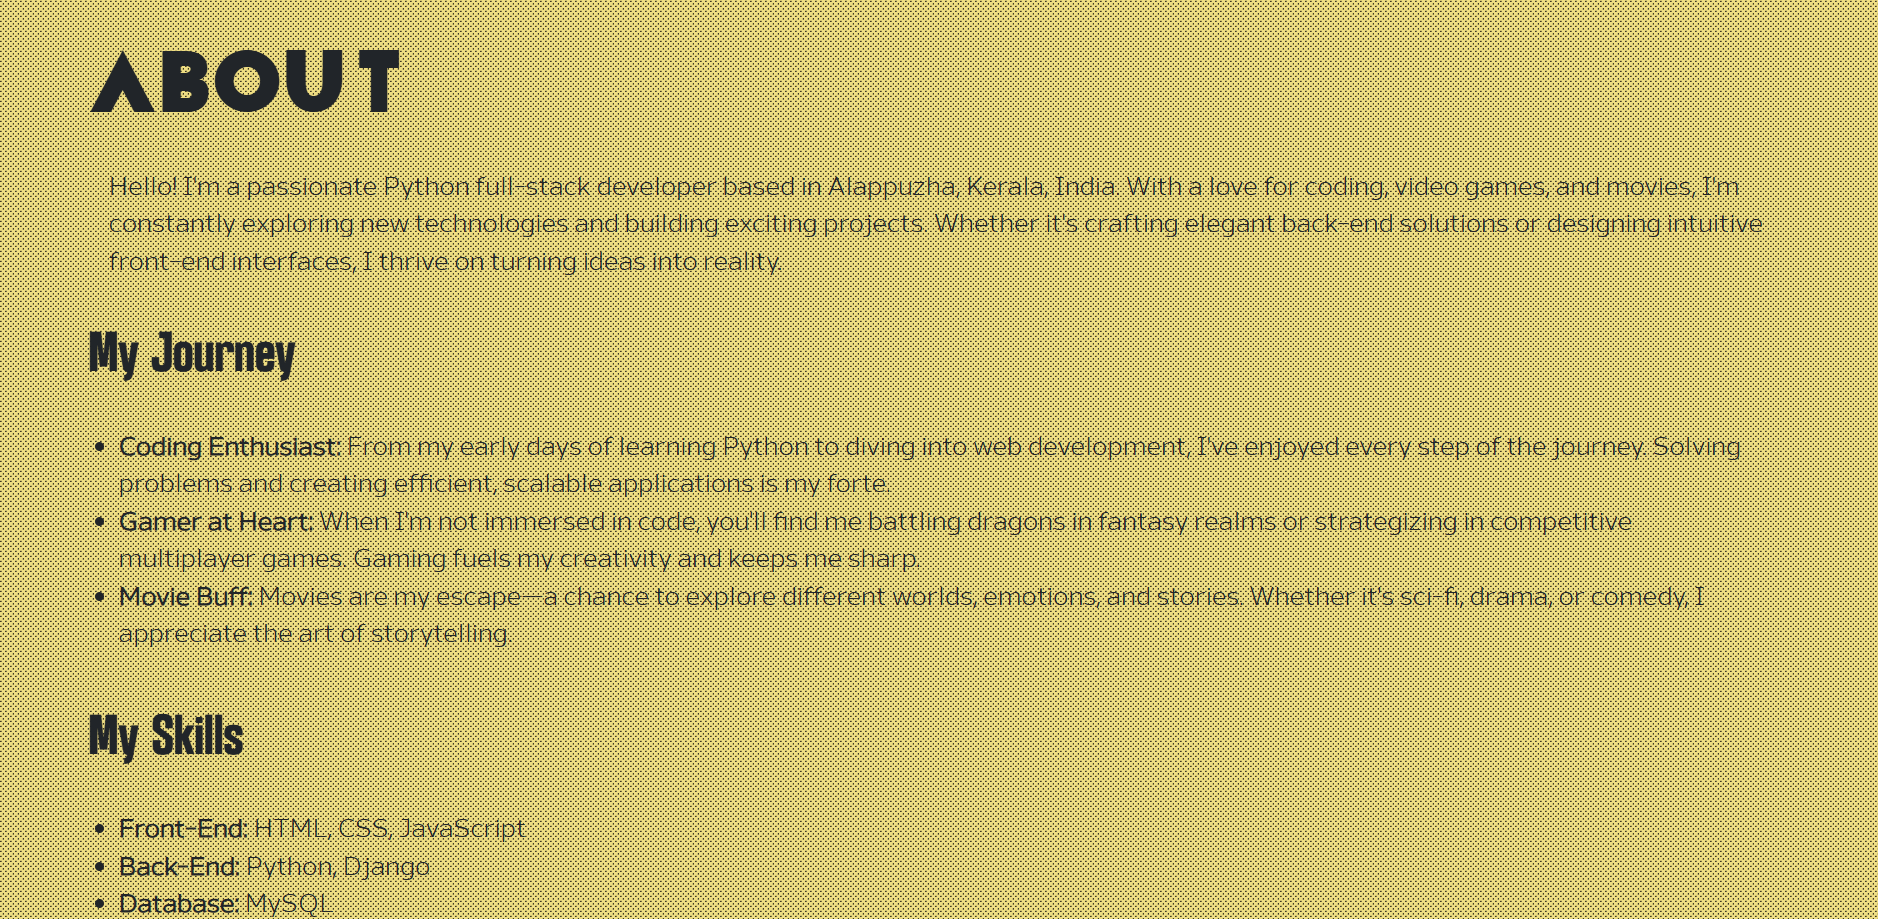 ABOUT
Hello! I'm a passionate Python full-stack developer based in Alappuzha, Kerala, India. With a love for coding, video games, and movies, I'm
constantly exploring new technologies and building exciting projects. Whether it's crafting elegant back-end solutions or designing intuitive
front-end interfaces, I thrive on turning ideas into reality.
My Journey
• Coding Enthusiast: From my early days of learning Python to diving into web development, I've enjoyed every step of the journey. Solving
problems and creating efficient, scalable applications is my forte.
• Gamer at Heart: When I'm not immersed in code, you'll find me battling dragons in fantasy realms or strategizing in competitive
multiplayer games. Gaming fuels my creativity and keeps me sharp.
• Movie Buff: Movies are my escape—a chance to explore different worlds, emotions, and stories. Whether it's sci-fi, drama, or comedy, I
appreciate the art of storytelling.
My Skills
• Front-End: HTML, CSS, JavaScript
• Back-End: Python, Django
• Database: MySQL